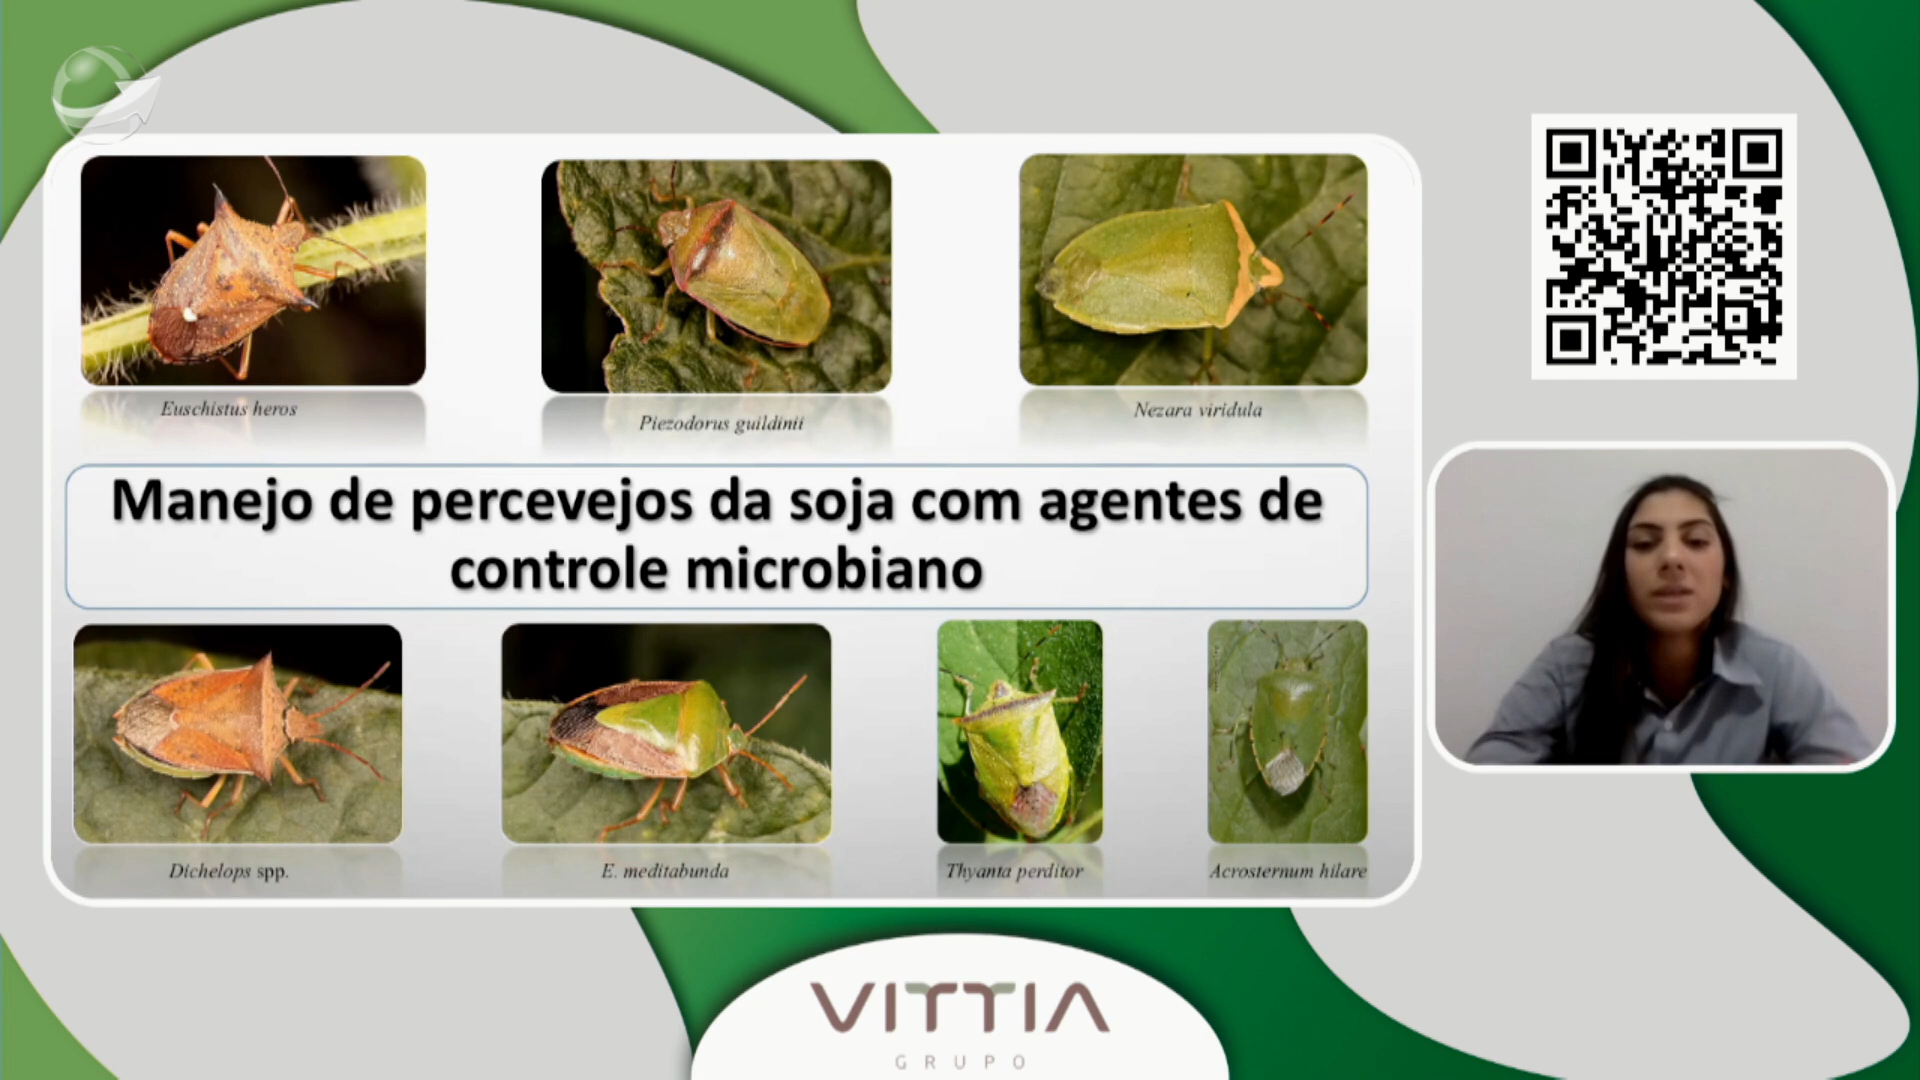 Euschistus heros
Piezodorus guildinii
Nezara viridula
Manejo de percevejos da soja com agentes de
controle microbiano
Dichelops spp.
E. meditabunda
Thyanta perditor
Acrosternum hilare
VITTIA
GRUPO